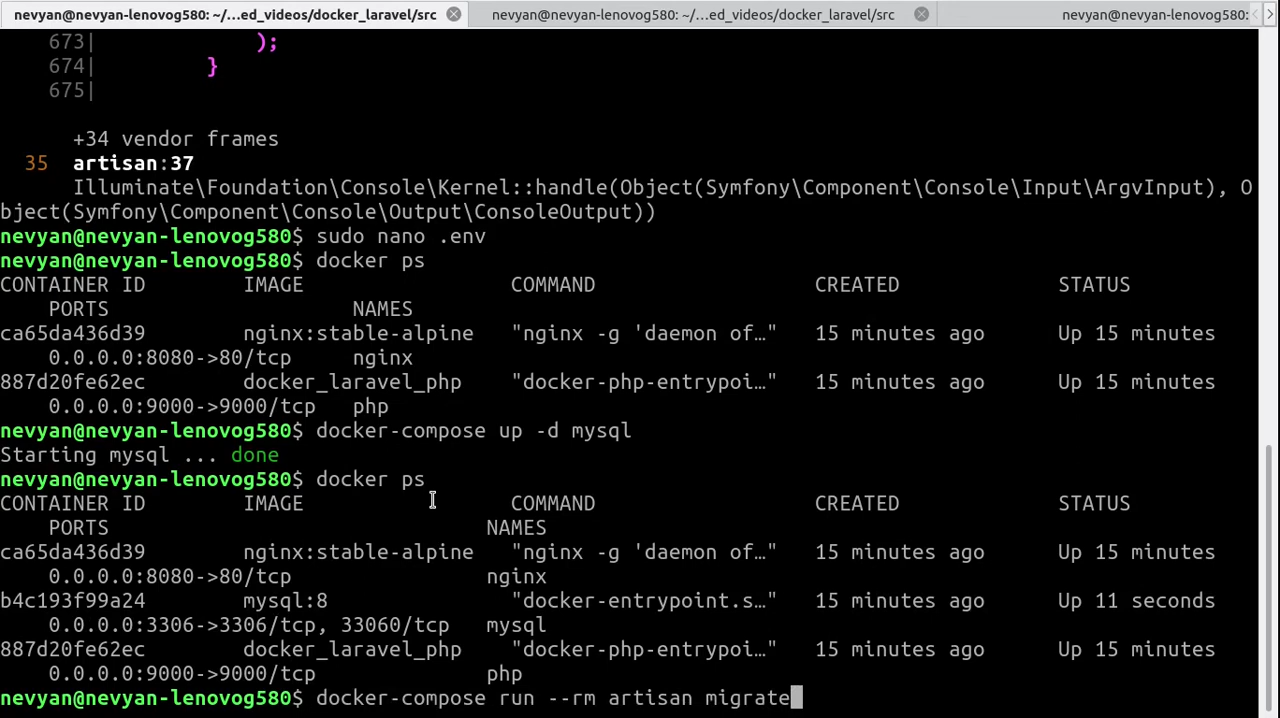 nevyan@nevyan-lenovog580: ~/...ed_videos/docker_laravel/src
nevyan@nevyan-lenovog580: ~/...ed_videos/docker_laravel/src
nevyan@nevyan-lenovog580:
673|            );
674|        }
675|
+34 vendor frames
35  artisan:37
Illuminate\Foundation\Console\Kernel::handle(Object(Symfony\Component\Console\Input\ArgvInput), O
bject(Symfony\Component\Console\Output\ConsoleOutput))
nevyan@nevyan-lenovog580$ sudo nano .env
nevyan@nevyan-lenovog580$ docker ps
CONTAINER ID        IMAGE                 COMMAND                  CREATED             STATUS
    PORTS                    NAMES
ca65da436d39        nginx:stable-alpine   "nginx -g 'daemon of…"   15 minutes ago      Up 15 minutes
    0.0.0.0:8080->80/tcp     nginx
887d20fe62ec        docker_laravel_php    "docker-php-entrypoi…"   15 minutes ago      Up 15 minutes
    0.0.0.0:9000->9000/tcp   php
nevyan@nevyan-lenovog580$ docker-compose up -d mysql
Starting mysql ... done
nevyan@nevyan-lenovog580$ docker ps
CONTAINER ID        IMAGE                 COMMAND                  CREATED             STATUS
    PORTS                               NAMES
ca65da436d39        nginx:stable-alpine   "nginx -g 'daemon of…"   15 minutes ago      Up 15 minutes
    0.0.0.0:8080->80/tcp                nginx
b4c193f99a24        mysql:8               "docker-entrypoint.s…"   15 minutes ago      Up 11 seconds
    0.0.0.0:3306->3306/tcp, 33060/tcp   mysql
887d20fe62ec        docker_laravel_php    "docker-php-entrypoi…"   15 minutes ago      Up 15 minutes
    0.0.0.0:9000->9000/tcp              php
nevyan@nevyan-lenovog580$ docker-compose run --rm artisan migrate